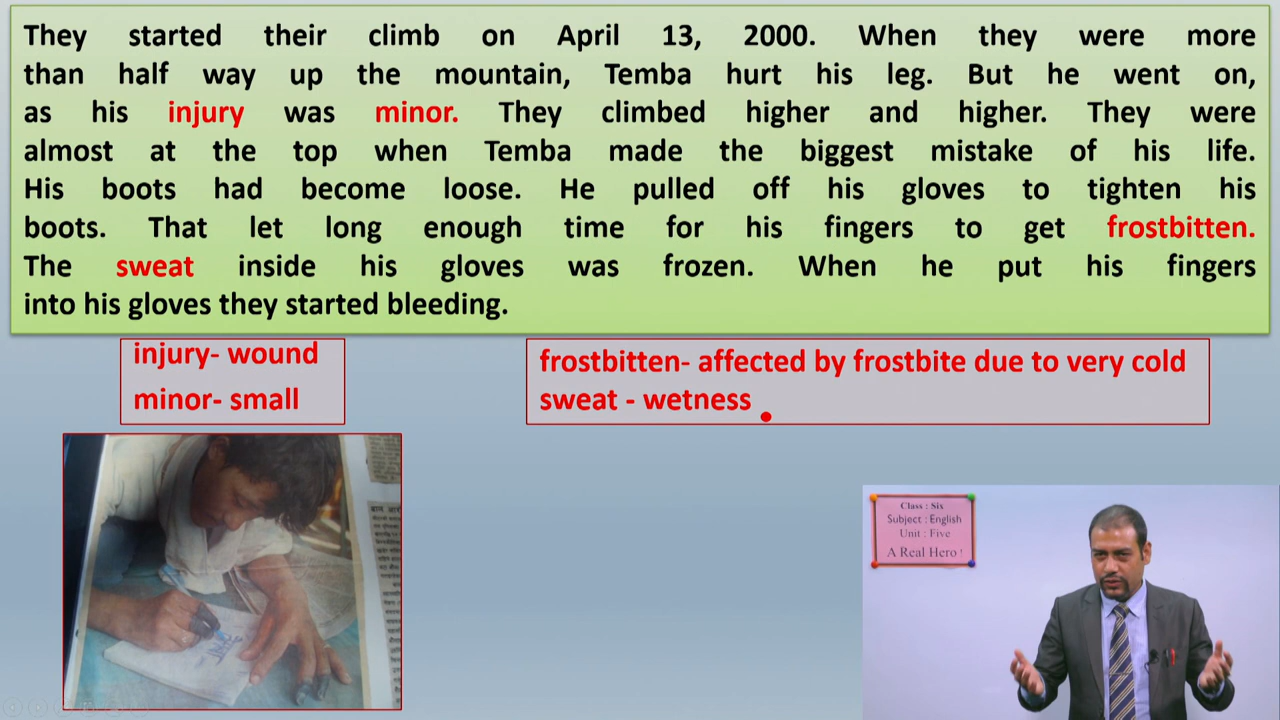 They started their climb on April 13, 2000. When they were more
than half way up the mountain, Temba hurt his leg. But he went on,
as his injury was minor. They climbed higher and higher. They were
almost at the top when Temba made the biggest mistake of his life.
His boots had become loose. He pulled off his gloves to tighten his
boots. That let long enough time for his fingers to get frostbitten.
The sweat inside his gloves was frozen. When he put his fingers
into his gloves they started bleeding.
injury- wound
minor- small
frostbitten- affected by frostbite due to very cold
sweat - wetness
Class : Six
Subject : English
Unit : Five
A Real Hero !